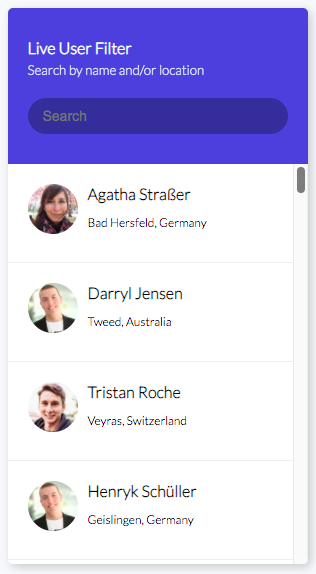 Live User Filter
Search by name and/or location
Search
Agatha Straßer
Bad Hersfeld, Germany
Darryl Jensen
Tweed, Australia
Tristan Roche
Veyras, Switzerland
Henryk Schüller
Geislingen, Germany